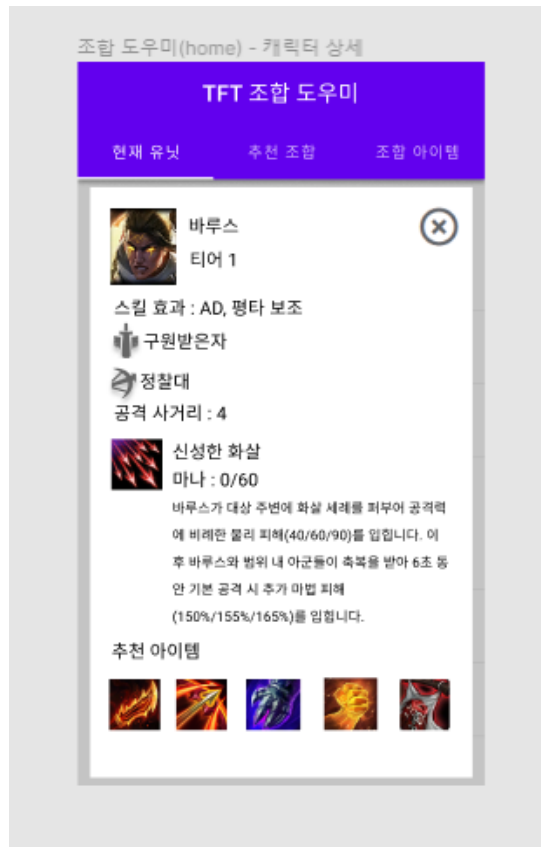 조합 도우미(home) - 캐릭터 상세
TFT 조합 도우미
현재 유닛 추천 조합 조합 아이템
바루스
티어 1
스킬 효과 : AD, 평타 보조
구원받은자
정찰대
공격 사거리 : 4
신성한 화살
마나 : 0/60
바루스가 대상 주변에 화살 세례를 퍼부어 공격력
에 비례한 물리 피해(40/60/90)를 입힙니다. 이
후 바루스와 범위 내 아군들이 축복을 받아 6초 동
안 기본 공격 시 추가 마법 피해
(150%/155%/165%)를 입힙니다.
추천 아이템